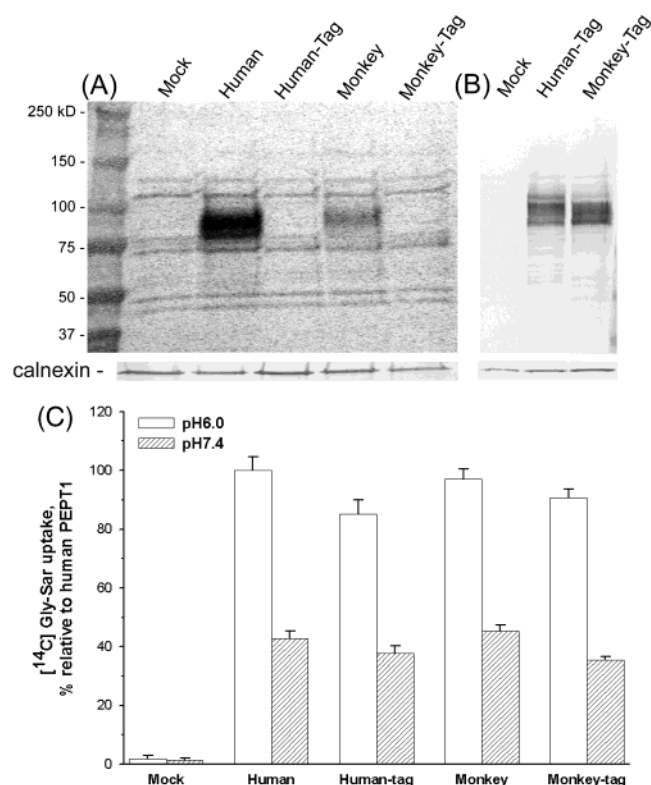 (A)
Mock
Human
Human-Tag
Monkey
Monkey-Tag
(B)
Mock
Human-Tag
Monkey-Tag
250 kD -
150 -
100 -
75 -
50 -
37 -
calnexin -
(C)
pH6.0
pH7.4
[¹⁴C] Gly-Sar uptake,
% relative to human PEPT1
120
100
80
60
40
20
0
Mock
Human
Human-tag
Monkey
Monkey-tag